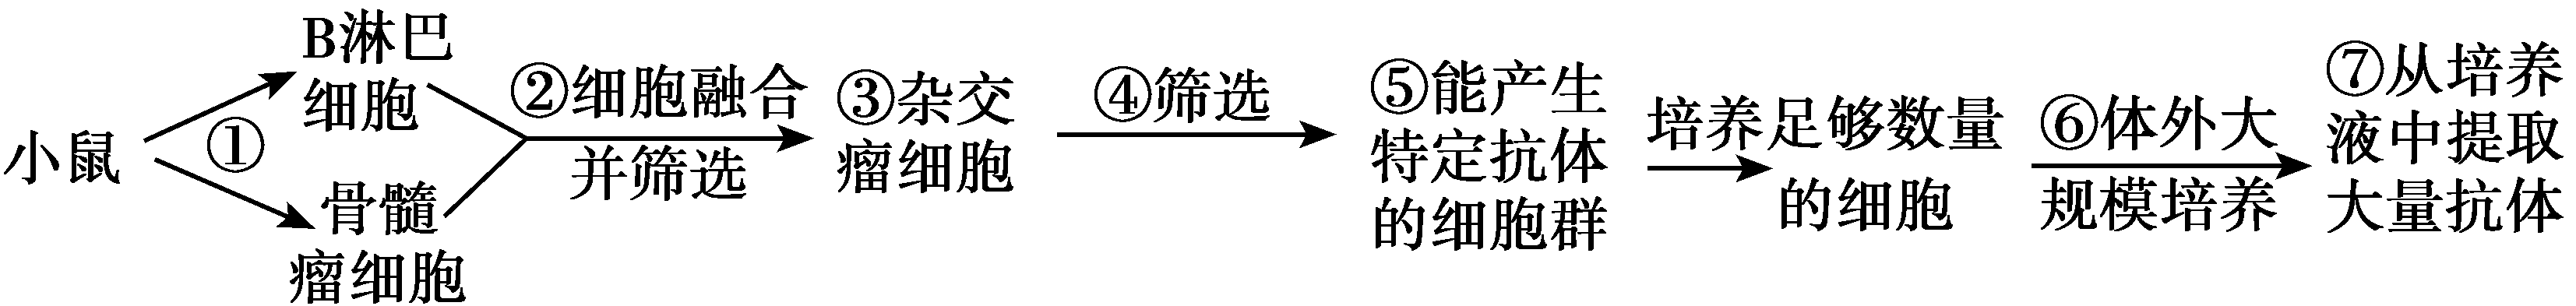 小鼠
①
B淋巴
细胞
骨髓
瘤细胞
②细胞融合
并筛选
③杂交
瘤细胞
④筛选
⑤能产生
特定抗体
的细胞群
培养足够数量
的细胞
⑥体外大
规模培养
⑦从培养
液中提取
大量抗体